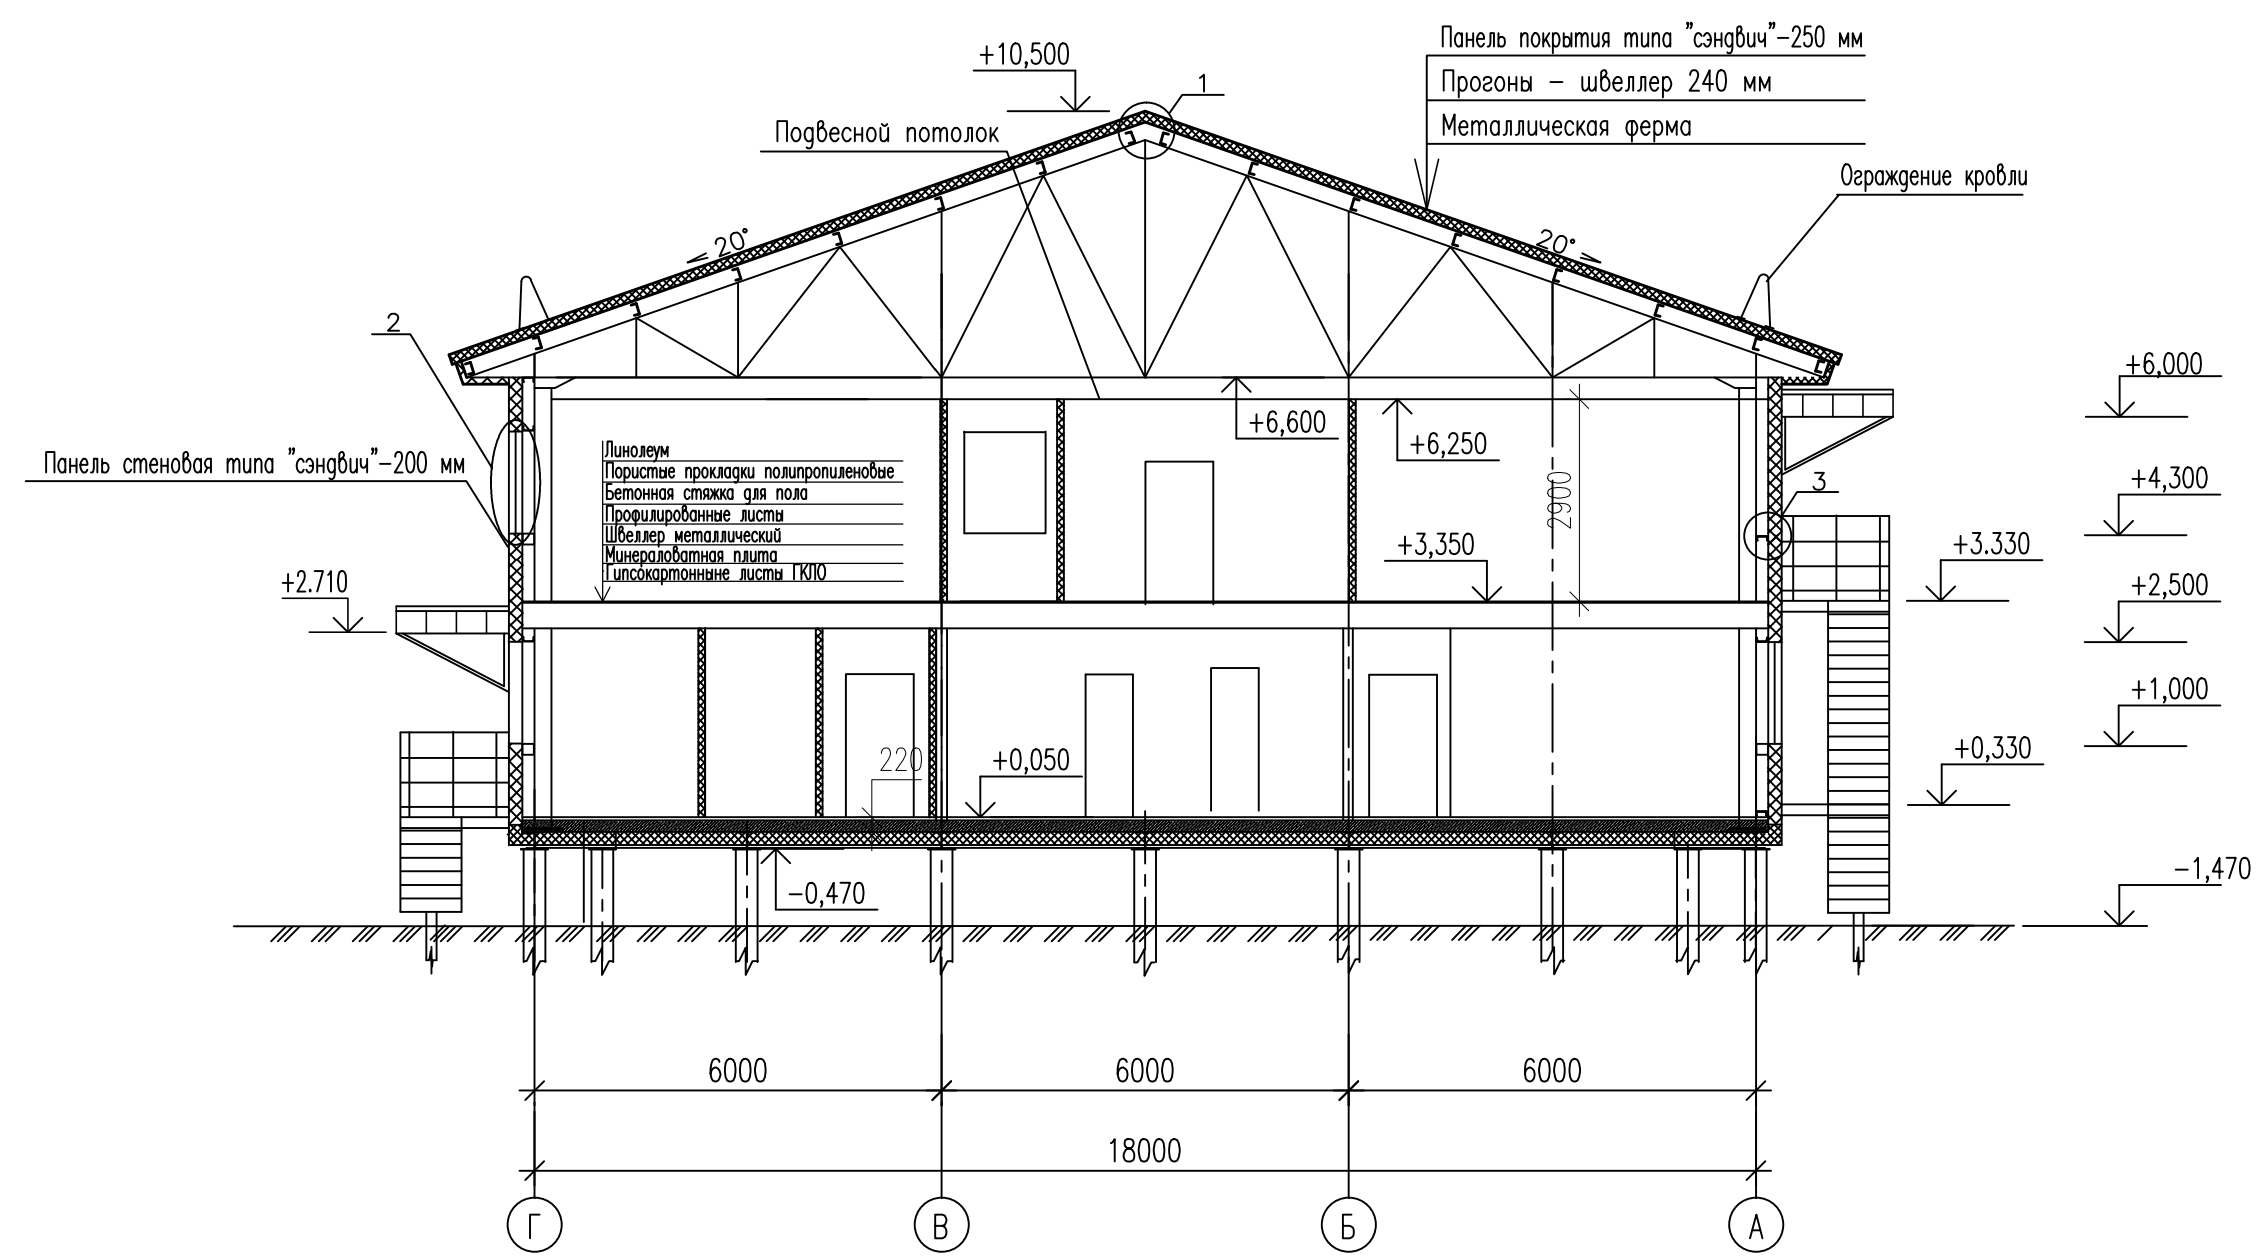 Панель покрытия типа "сэндвич"-250 мм
+10,500
1
Прогоны - швеллер 240 мм
Подвесной потолок
Металлическая ферма
Ограждение кровли
20°
20°
2
+6,000
+6,600
+6,250
Панель стеновая типа "сэндвич"-200 мм
Линолеум
Пористые прокладки полипропиленовые
Бетонная стяжка для пола
Профилированные листы
Швеллер металлический
Минераловатная плита
Гипсокартонныне листы ГКЛО
2900
3
+4,300
+3,350
+3.330
+2.710
+2,500
+1,000
220
+0,050
+0,330
-0,470
-1,470
6000
6000
6000
18000
Г
В
Б
А